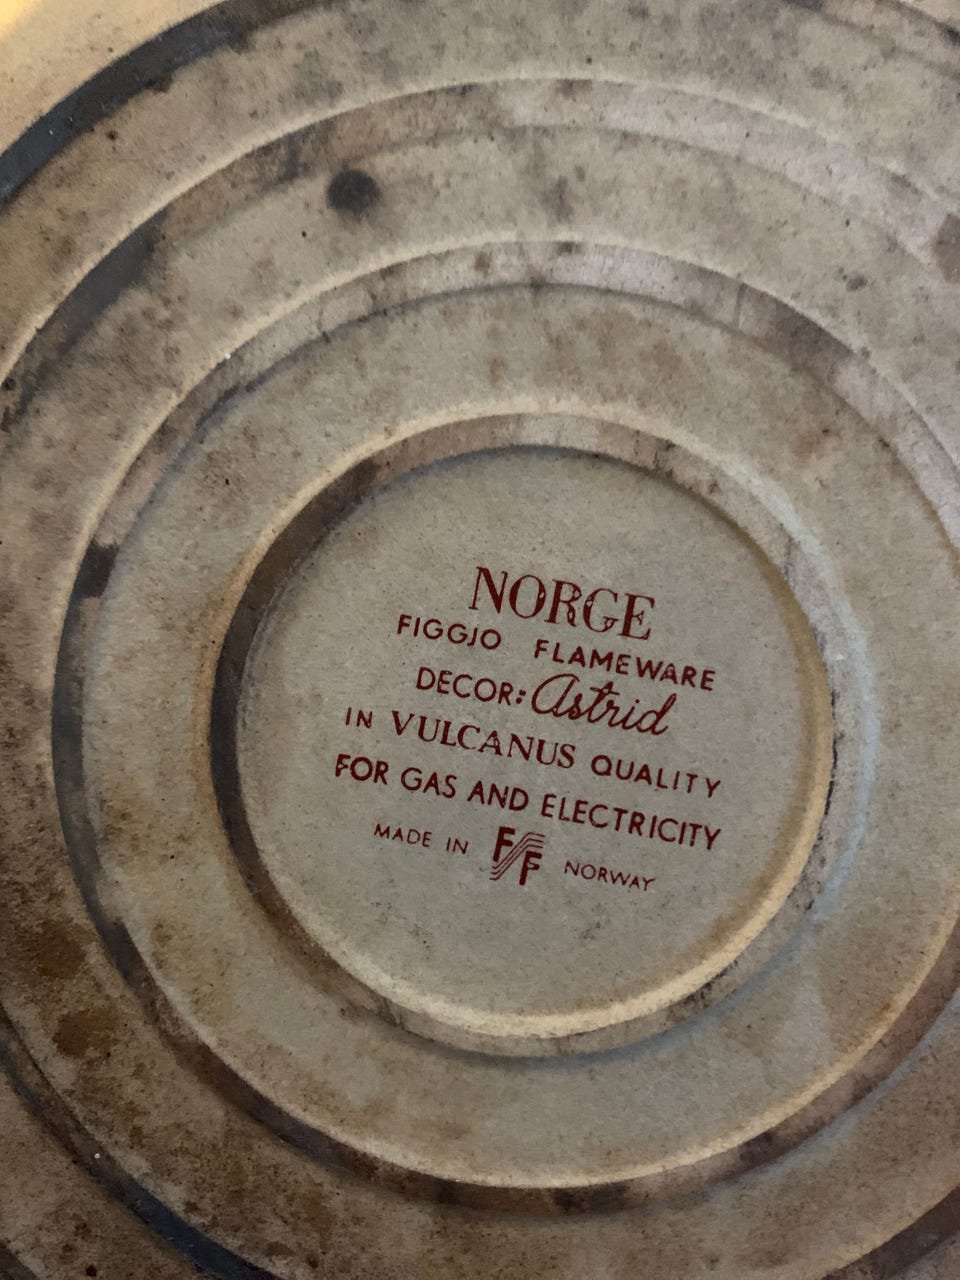 NORGE
FIGGJO FLAMEWARE
DECOR: Astrid
IN VULCANUS QUALITY
FOR GAS AND ELECTRICITY
MADE IN FF NORWAY